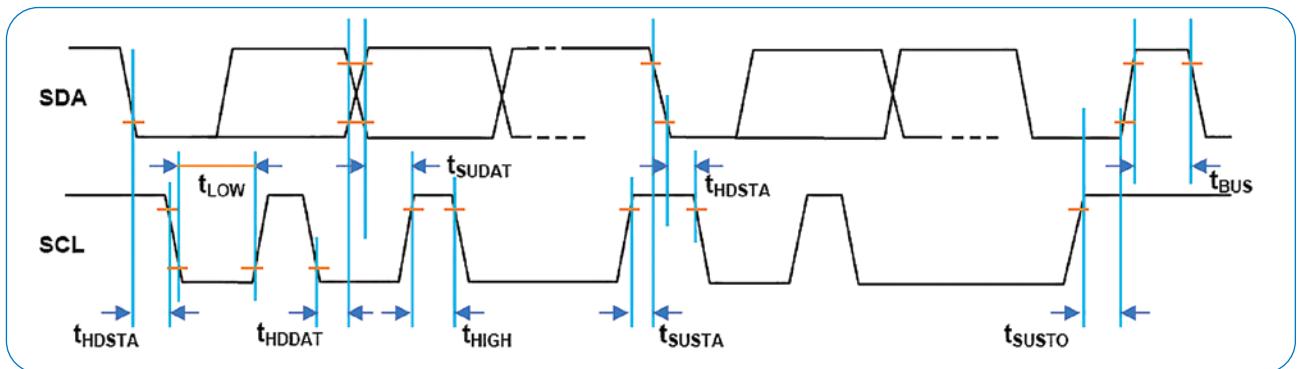 SDA
tSUDAT
tLOW
tHDSTA
tBUS
SCL
tHDSTA
tHDDAT
tHIGH
tSUSTA
tSUSTO